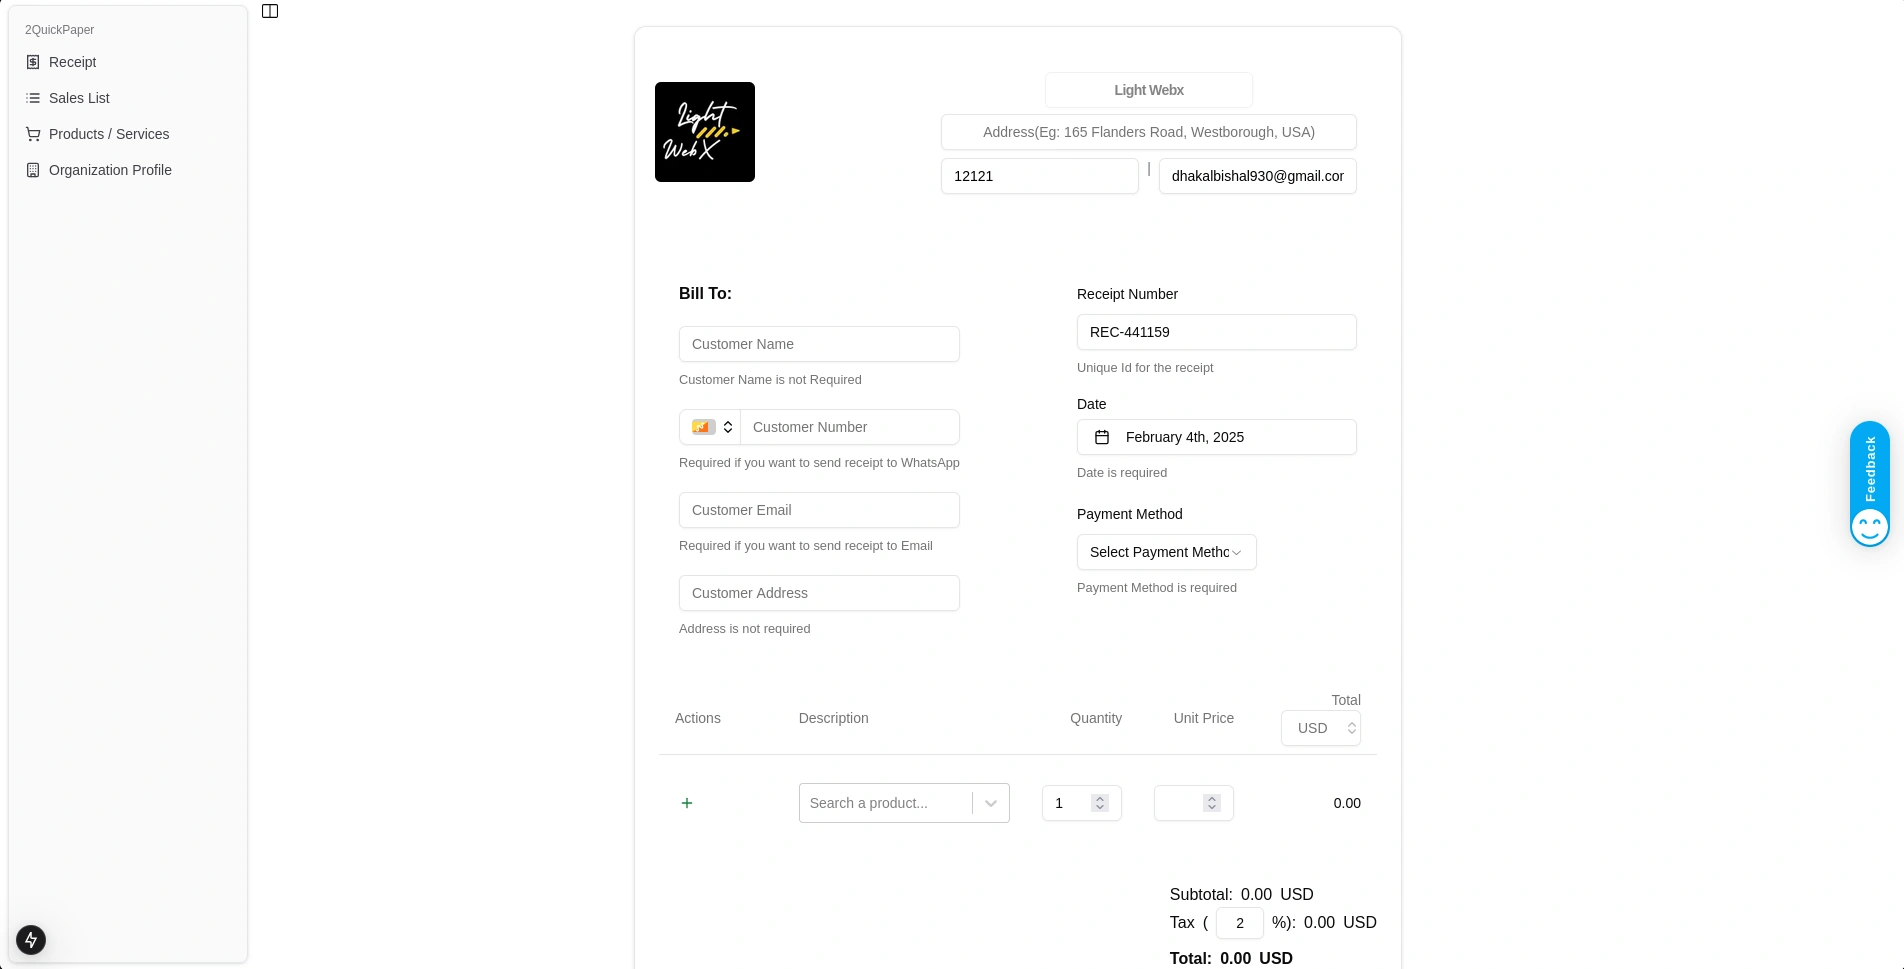 2QuickPaper
Receipt
Sales List
Products / Services
Organization Profile
Light
Web X
Light Webx
Address(Eg: 165 Flanders Road, Westborough, USA)
12121 | dhakalbishal930@gmail.cor
Bill To:
Customer Name
Customer Name is not Required
Customer Number
Required if you want to send receipt to WhatsApp
Customer Email
Required if you want to send receipt to Email
Customer Address
Address is not required
Receipt Number
REC-441159
Unique Id for the receipt
Date
February 4th, 2025
Date is required
Payment Method
Select Payment Methc
Payment Method is required
Actions Description Quantity Unit Price Total
USD
+ Search a product... 1 0.00
Subtotal: 0.00 USD
Tax ( 2 %): 0.00 USD
Total: 0.00 USD
Feedback